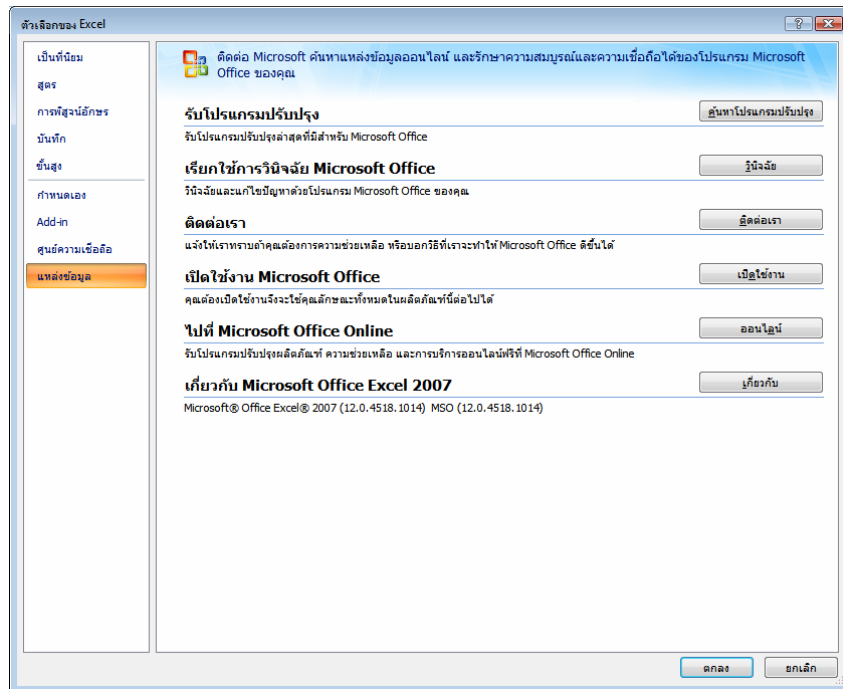 ตัวเลือกของ Excel
เป็นที่นิยม
สูตร
การพิสูจน์อักษร
บันทึก
ขั้นสูง
กำหนดเอง
Add-in
ศูนย์ความเชื่อถือ
แหล่งข้อมูล
ติดต่อ Microsoft ค้นหาแหล่งข้อมูลออนไลน์ และรักษาความสมบูรณ์และความเชื่อถือได้ของโปรแกรม Microsoft
Office ของคุณ
รับโปรแกรมปรับปรุง
ค้นหาโปรแกรมปรับปรุง
รับโปรแกรมปรับปรุงล่าสุดที่มีสำหรับ Microsoft Office
เรียกใช้การวินิจฉัย Microsoft Office
วินิจฉัย
วินิจฉัยและแก้ไขปัญหาด้วยโปรแกรม Microsoft Office ของคุณ
ติดต่อเรา
ติดต่อเรา
แจ้งให้เราทราบถ้าคุณต้องการความช่วยเหลือ หรือบอกวิธีที่เราจะทำให้ Microsoft Office ดีขึ้นได้
เปิดใช้งาน Microsoft Office
เปิดใช้งาน
คุณต้องเปิดใช้งานจึงจะใช้คุณลักษณะทั้งหมดในผลิตภัณฑ์นี้ต่อไปได้
ไปที่ Microsoft Office Online
ออนไลน์
รับโปรแกรมปรับปรุงผลิตภัณฑ์ ความช่วยเหลือ และการบริการออนไลน์ฟรีที่ Microsoft Office Online
เกี่ยวกับ Microsoft Office Excel 2007
เกี่ยวกับ
Microsoft® Office Excel® 2007 (12.0.4518.1014) MSO (12.0.4518.1014)
ตกลง
ยกเลิก